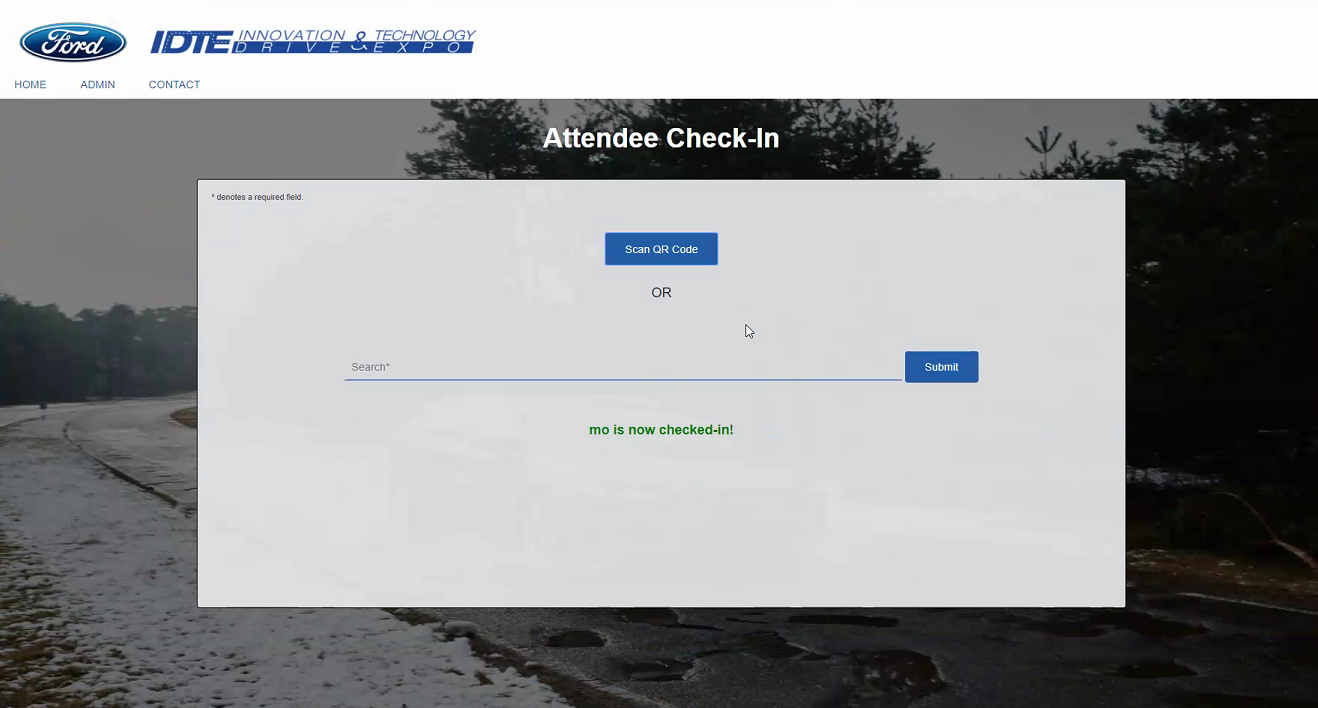 Ford
IDTE INNOVATION & TECHNOLOGY
DRIVE & EXPO
HOME ADMIN CONTACT
Attendee Check-In
* denotes a required field.
Scan QR Code
OR
Search*
Submit
mo is now checked-in!